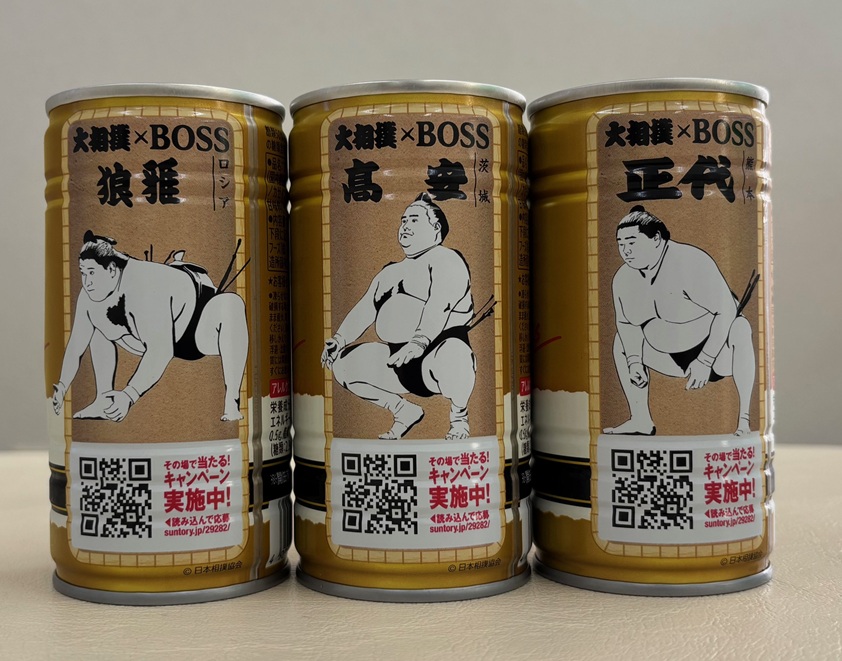 大相撲×BOSS
狼雅
ロシア
その場で当たる!
キャンペーン
実施中!
◀読み込んで応募
suntory.jp/29282/
©日本相撲協会
大相撲×BOSS
高安
茨城
その場で当たる!
キャンペーン
実施中!
◀読み込んで応募
suntory.jp/29282/
©日本相撲協会
大相撲×BOSS
正代
熊本
その場で当たる!
キャンペーン
実施中!
◀読み込んで応募
suntory.jp/29282/
©日本相撲協会